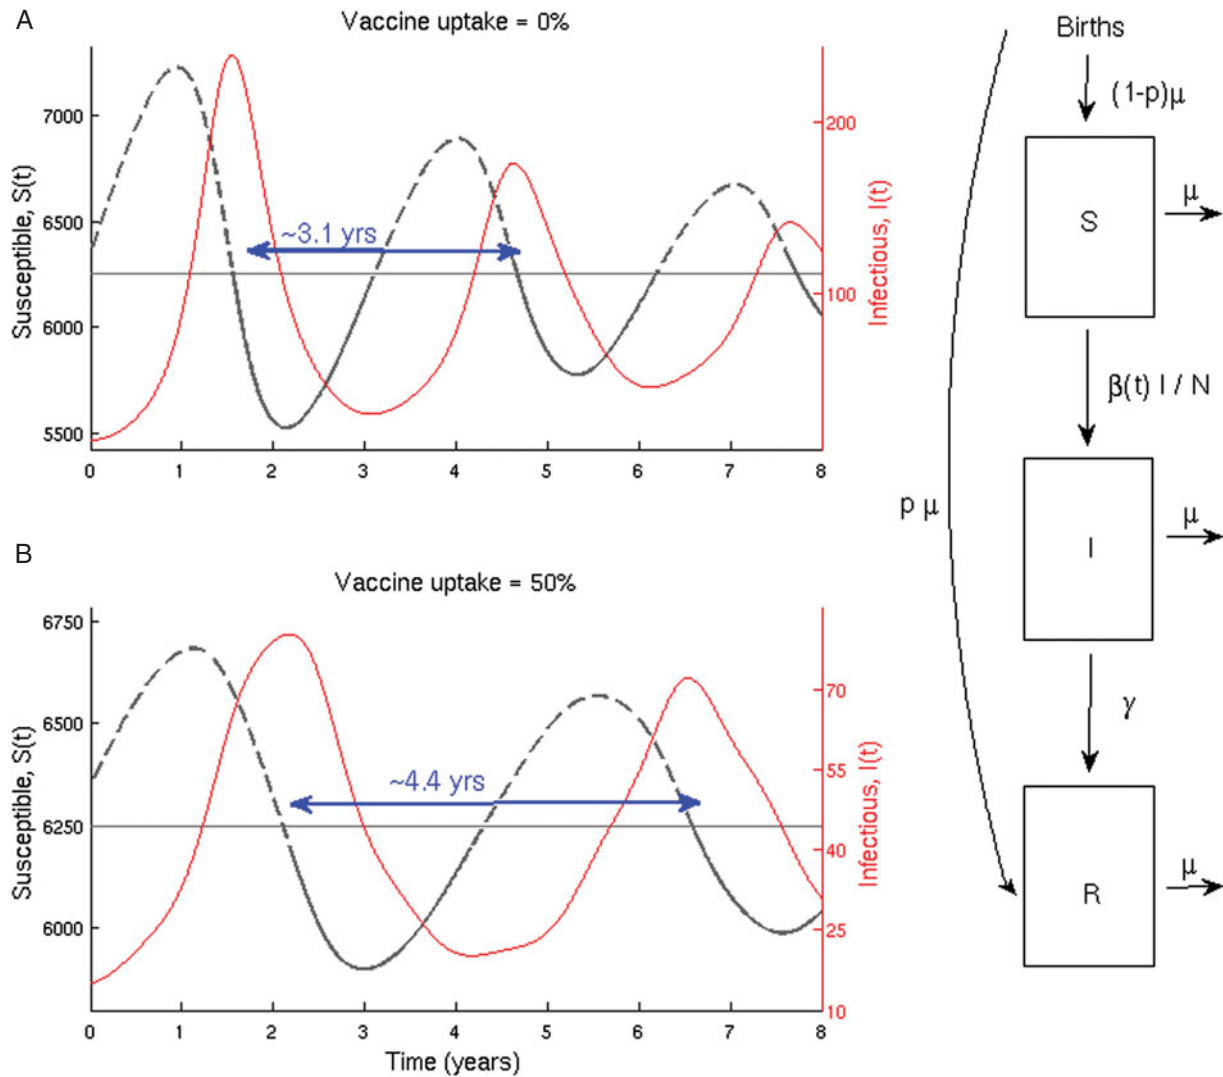 A
Vaccine uptake = 0%
Susceptible, S(t)
7000
6500
6000
5500
~3.1 yrs
200
100
Infectious, I(t)
0 1 2 3 4 5 6 7 8
B
Vaccine uptake = 50%
Susceptible, S(t)
6750
6500
6250
6000
~4.4 yrs
70
55
40
25
10
Infectious, I(t)
0 1 2 3 4 5 6 7 8
Time (years)
Births
(1-p)μ
S
μ
β(t) I / N
p μ
I
μ
γ
R
μ